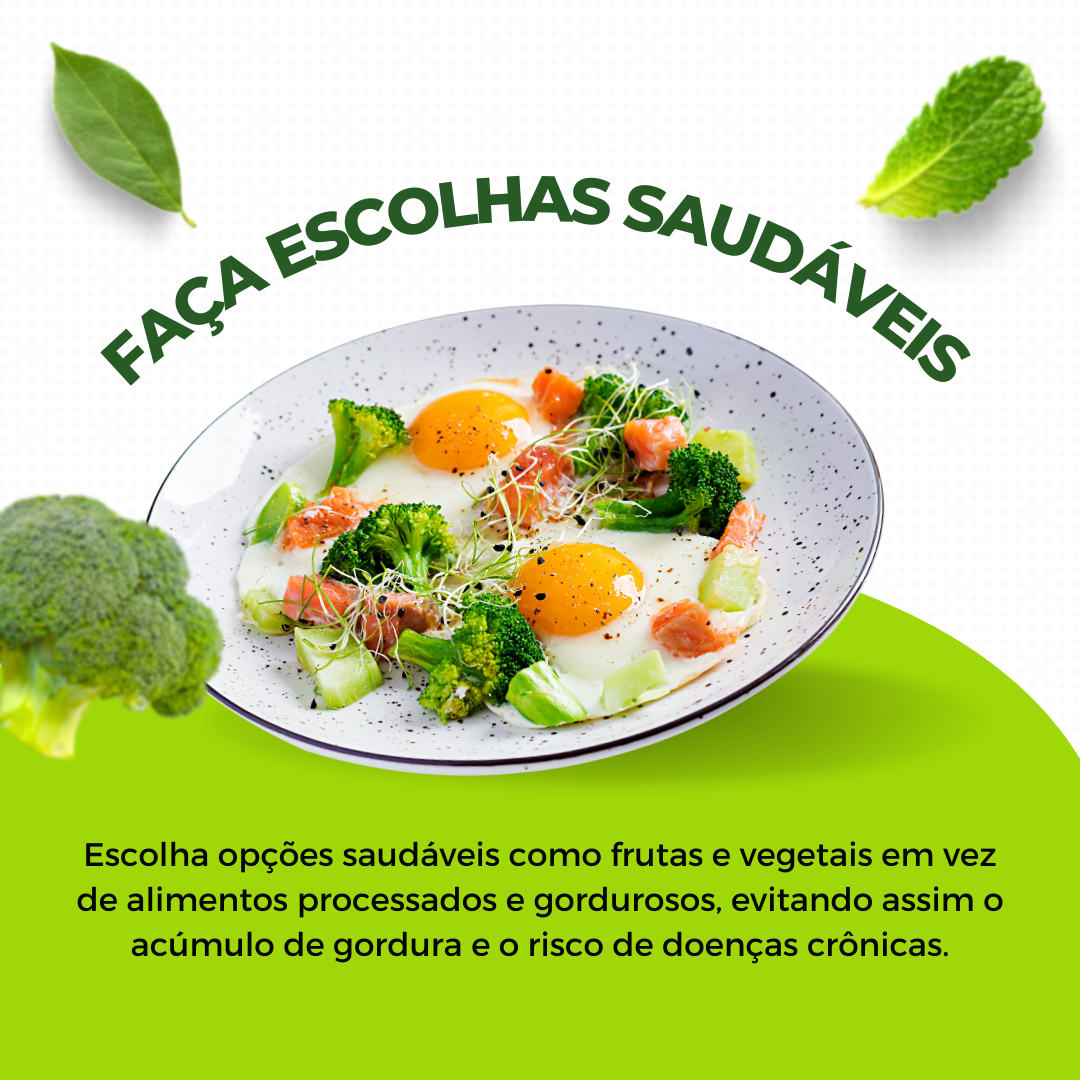 FAÇA ESCOLHAS SAUDÁVEIS
Escolha opções saudáveis como frutas e vegetais em vez
de alimentos processados e gordurosos, evitando assim o
acúmulo de gordura e o risco de doenças crônicas.